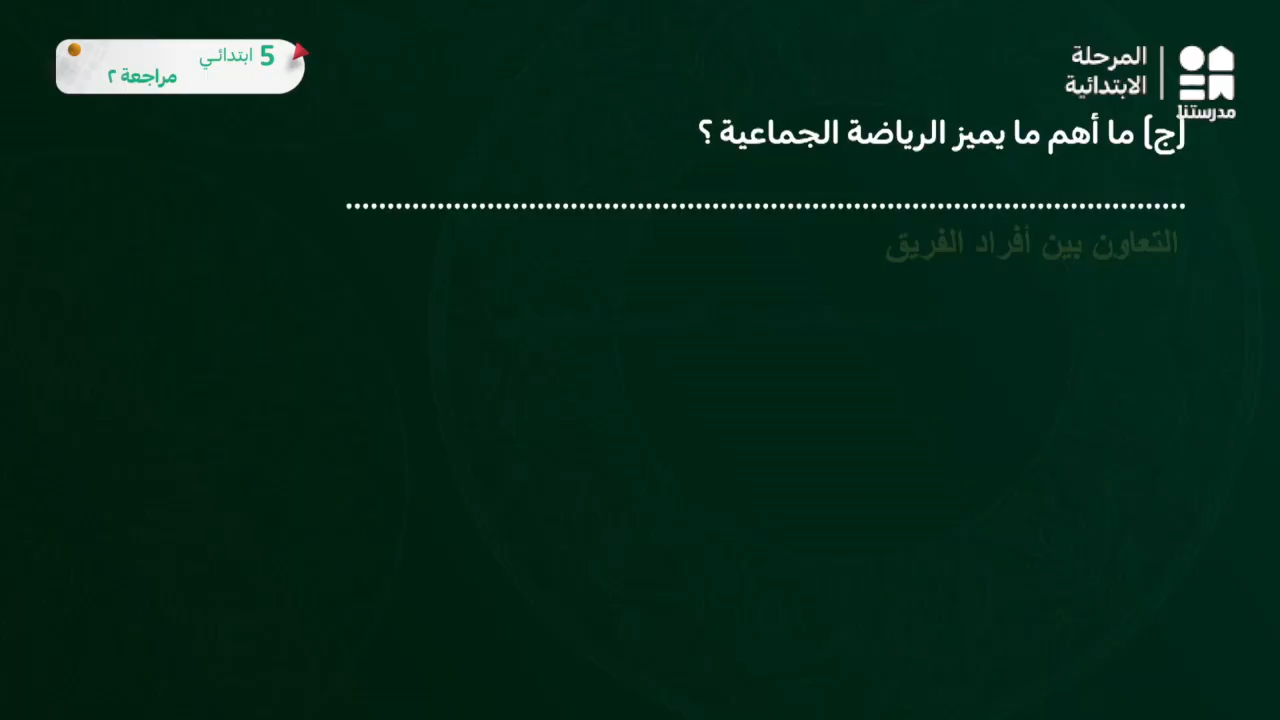 المرحلة
الابتدائية
مدرستنا
5 ابتدائي
مراجعة ٢
(ج) ما أهم ما يميز الرياضة الجماعية ؟
................................................................................
التعاون بين أفراد الفريق